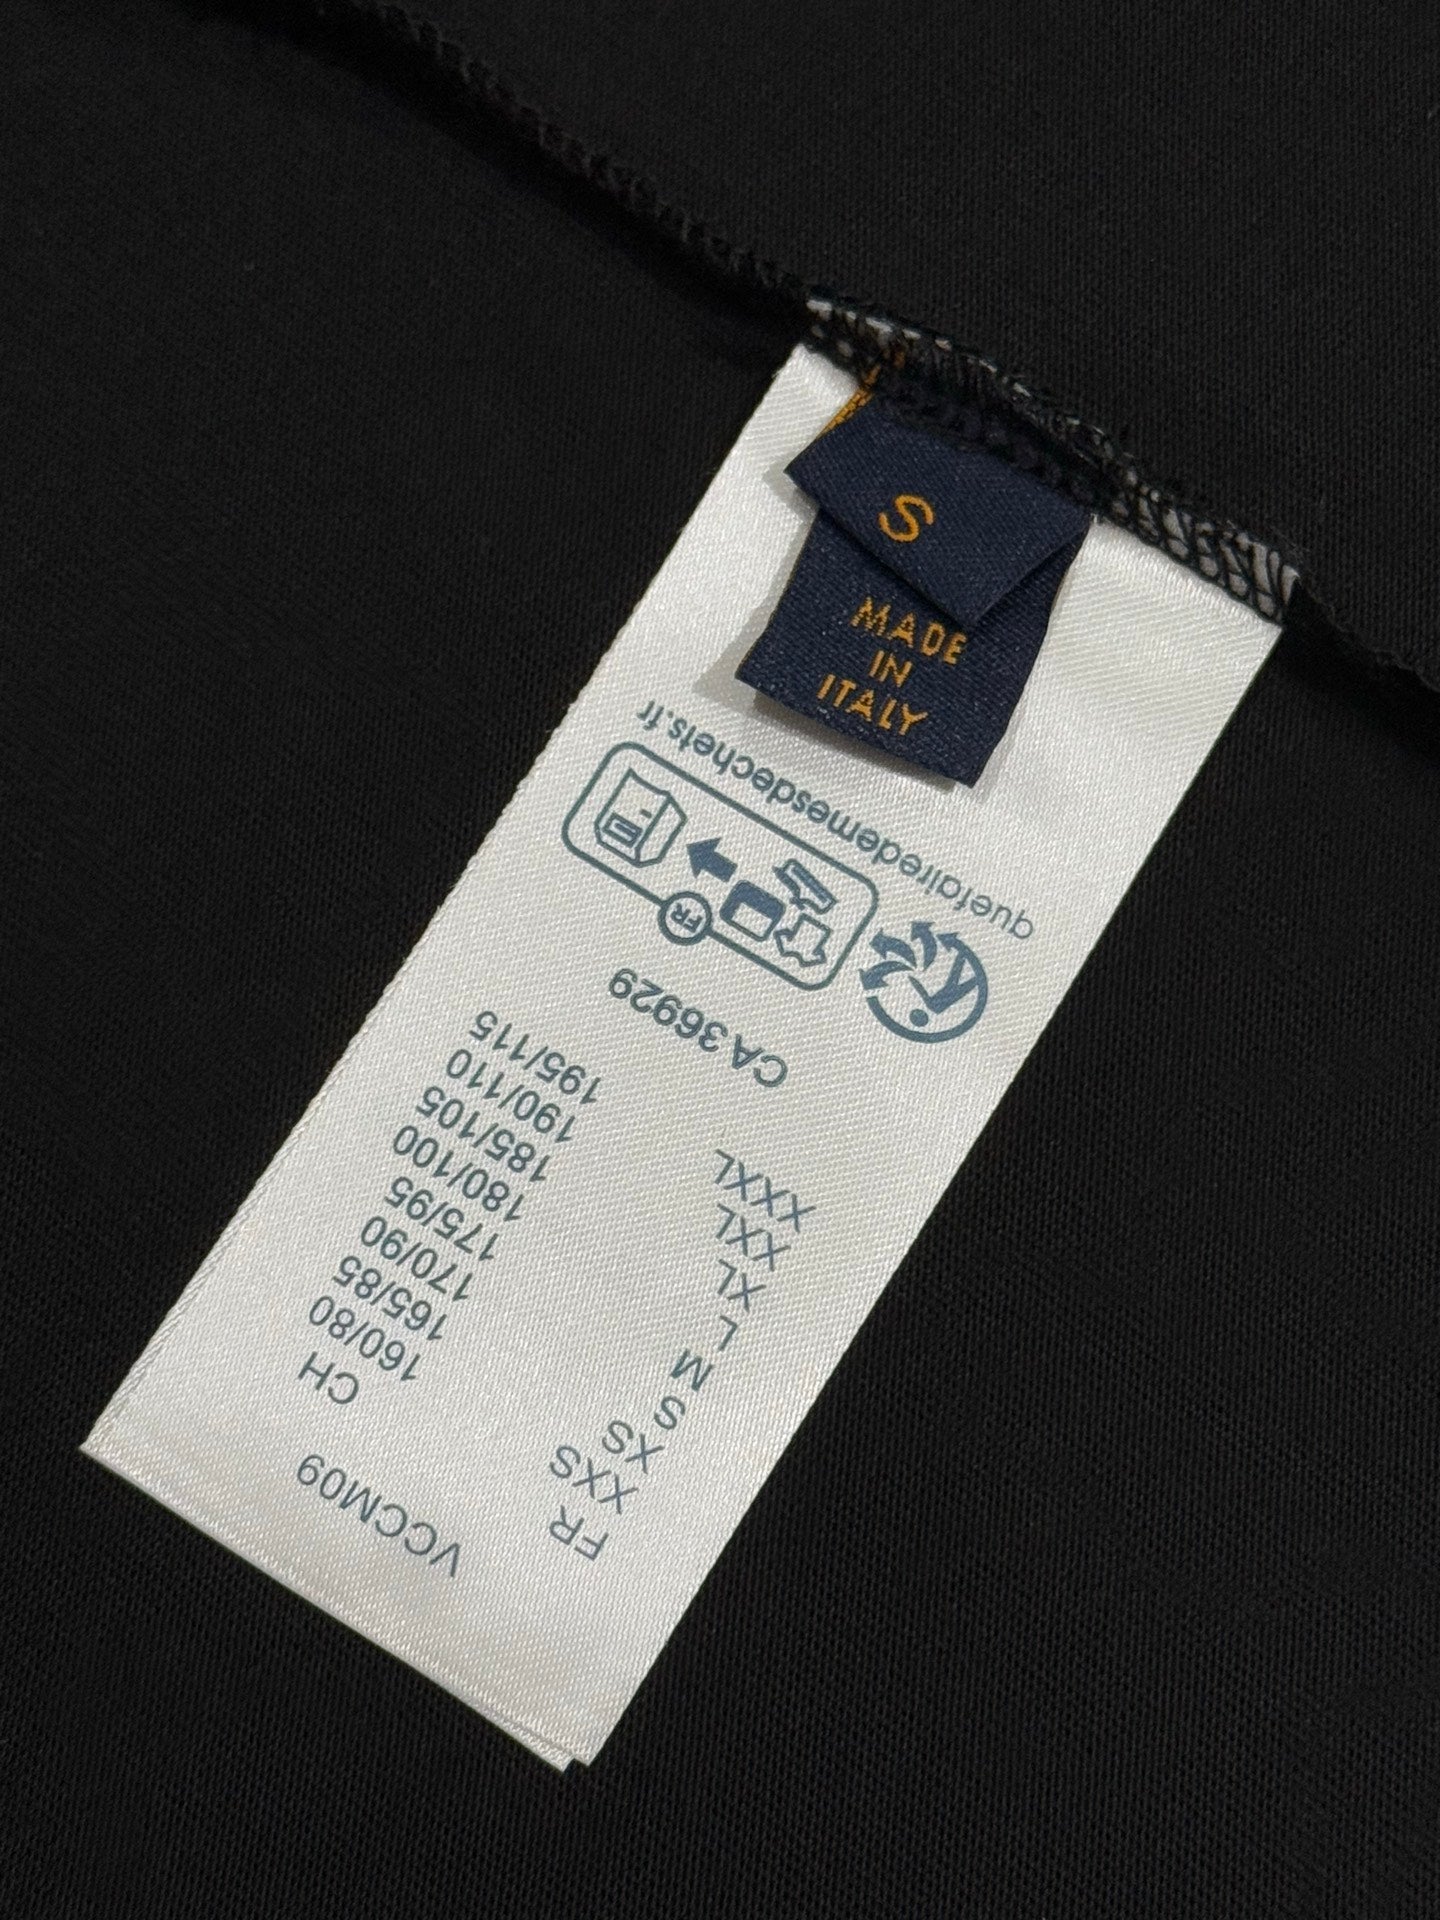 S
MADE
IN
ITALY
VCCM09
FR CH
XXS 160/80
XS 165/85
S 170/90
M 175/95
L 180/100
XL 185/105
XXL 190/110
XXXL 195/115
CA 36929
FR
quefairedemesdechets.fr